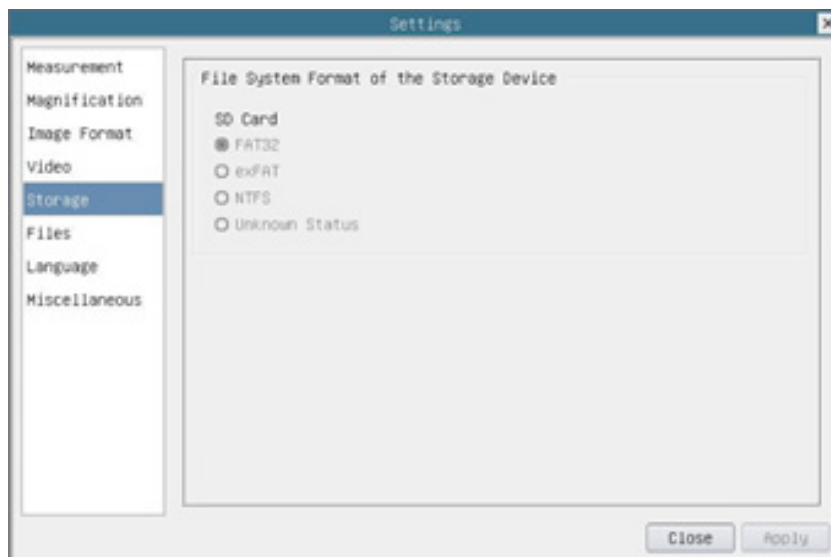 Settings
Measurement
Magnification
Image Format
Video
Storage
Files
Language
Miscellaneous
File System Format of the Storage Device
SD Card
FAT32
exFAT
NTFS
Unknown Status
Close
Apply